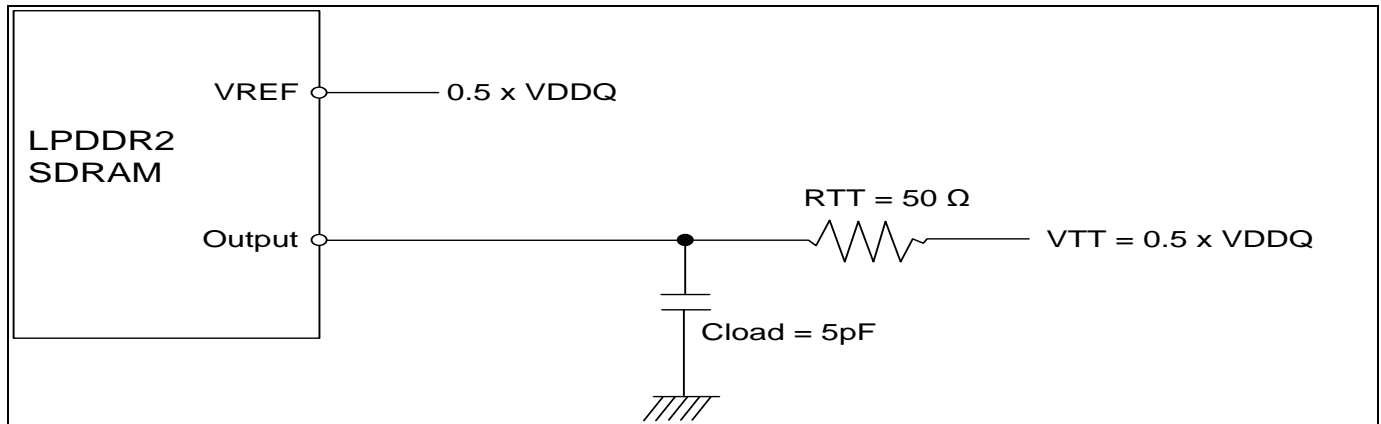 VREF
0.5 x VDDQ
LPDDR2
SDRAM
RTT = 50 Ω
Output
VTT = 0.5 x VDDQ
Cload = 5pF